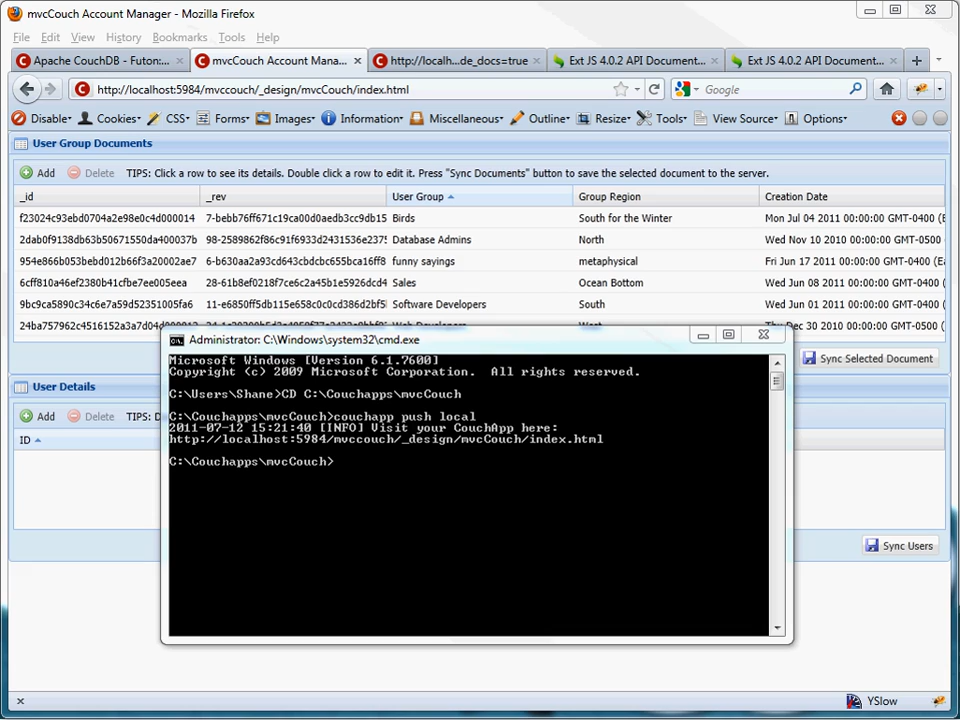 mvcCouch Account Manager - Mozilla Firefox
File Edit View History Bookmarks Tools Help
Apache CouchDB - Futon:... mvcCouch Account Mana... http://localh...de_docs=true Ext JS 4.0.2 API Document... Ext JS 4.0.2 API Document...
http://localhost:5984/mvccouch/_design/mvcCouch/index.html Google
Disable Cookies CSS Forms Images Information Miscellaneous Outline Resize Tools View Source Options
User Group Documents
Add Delete TIPS: Click a row to see its details. Double click a row to edit it. Press "Sync Documents" button to save the selected document to the server.
_id _rev User Group Group Region Creation Date
f23024c93ebd0704a2e98e0c4d000014 7-bebb76ff671c19ca00d0aedb3cc9db15 Birds South for the Winter Mon Jul 04 2011 00:00:00 GMT-0400 (E
2dab0f9138db63b50671550da400037b 98-2589862f86c91f6933d2431536e237 Database Admins North Wed Nov 10 2010 00:00:00 GMT-0500
954e866b053bebd012b66f3a20002ae7 6-b630aa2a93cd643cbdcbc655bca16ff8 funny sayings metaphysical Fri Jun 17 2011 00:00:00 GMT-0400 (Ea
6cff810a46ef2380b41cfbe7ee005eea 28-61bef0218f7c6c2a45b1e5926dcd4 Sales Ocean Bottom Wed Jun 08 2011 00:00:00 GMT-0400
9bc9ca5890c34c6e7a59d52351005fa6 11-e6850ff5db115e658c0c0cd386d2bf5 Software Developers South Wed Jun 01 2011 00:00:00 GMT-0400
Thu Dec 30 2010 00:00:00 GMT-0500
Administrator: C:\Windows\system32\cmd.exe
Microsoft Windows [Version 6.1.7600]
Copyright (c) 2009 Microsoft Corporation. All rights reserved.
C:\Users\Shane>CD C:\Couchapps\mvcCouch
C:\Couchapps\mvcCouch>couchapp push local
2011-07-12 15:21:40 [INFO] Visit your CouchApp here:
http://localhost:5984/mvccouch/_design/mvcCouch/index.html
C:\Couchapps\mvcCouch>
Sync Selected Document
User Details
Add Delete TIPS: D
ID
Sync Users
YSlow